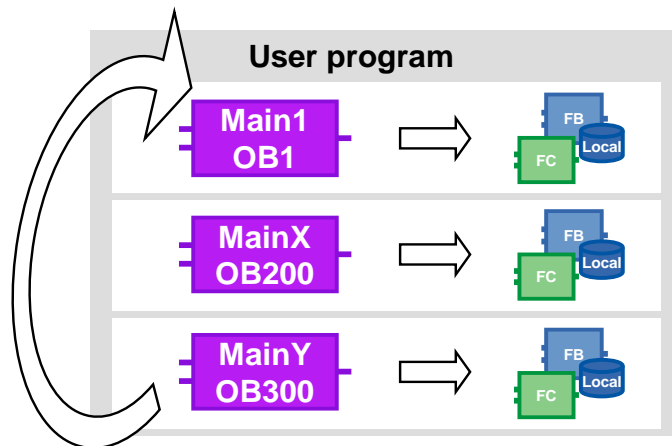 User program
Main1
OB1
FB
FC
Local
MainX
OB200
FB
FC
Local
MainY
OB300
FB
FC
Local